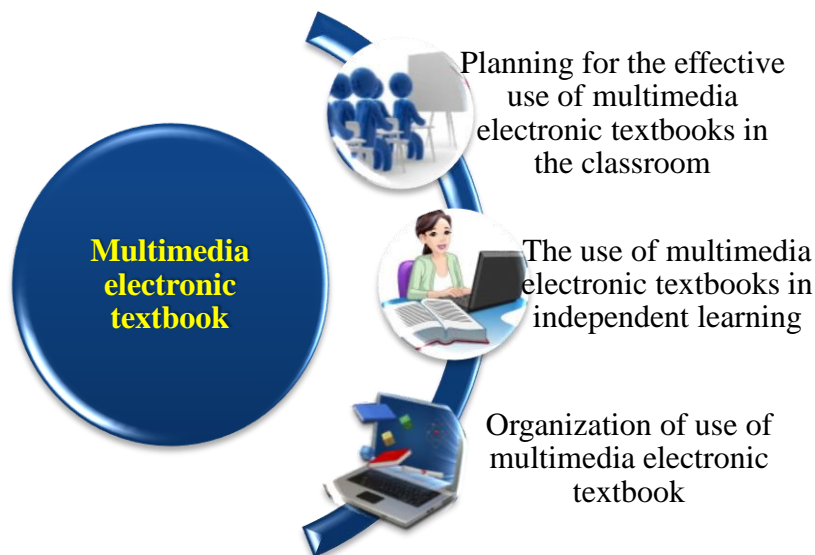 Multimedia
electronic
textbook
Planning for the effective
use of multimedia
electronic textbooks in
the classroom
The use of multimedia
electronic textbooks in
independent learning
Organization of use of
multimedia electronic
textbook